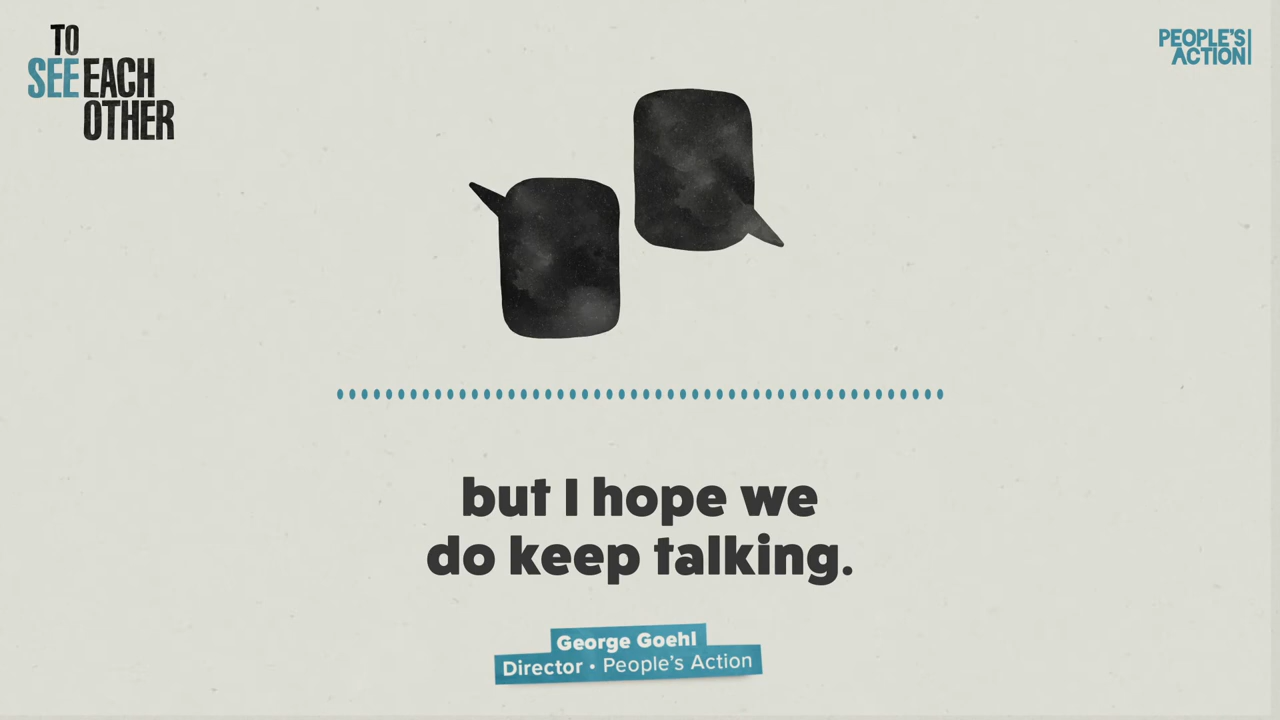 TO
SEE EACH
OTHER
PEOPLE'S
ACTION
but I hope we
do keep talking.
George Goehl
Director • People's Action